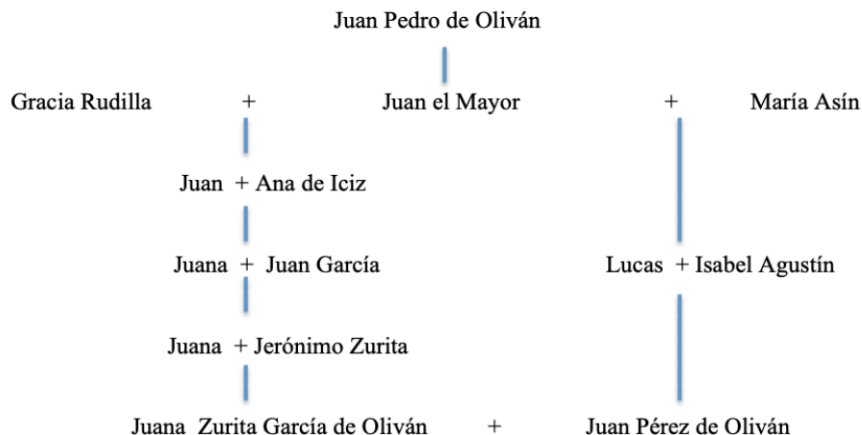 Juan Pedro de Oliván
Gracia Rudilla + Juan el Mayor + María Asín
Juan + Ana de Iciz
Juana + Juan García Lucas + Isabel Agustín
Juana + Jerónimo Zurita
Juana Zurita García de Oliván + Juan Pérez de Oliván